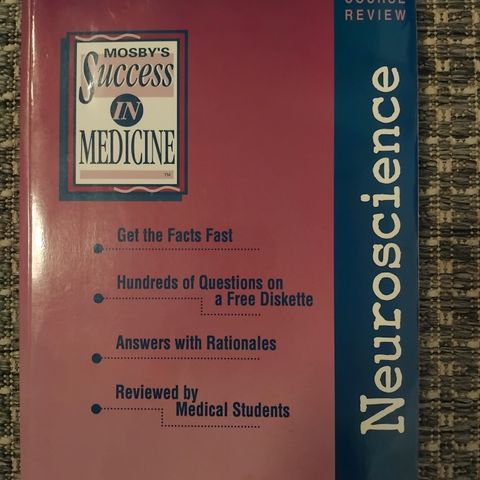 COURSE
REVIEW
MOSBY'S
Success
IN
MEDICINE
TM
Neuroscience
Get the Facts Fast
Hundreds of Questions on
a Free Diskette
Answers with Rationales
Reviewed by
Medical Students